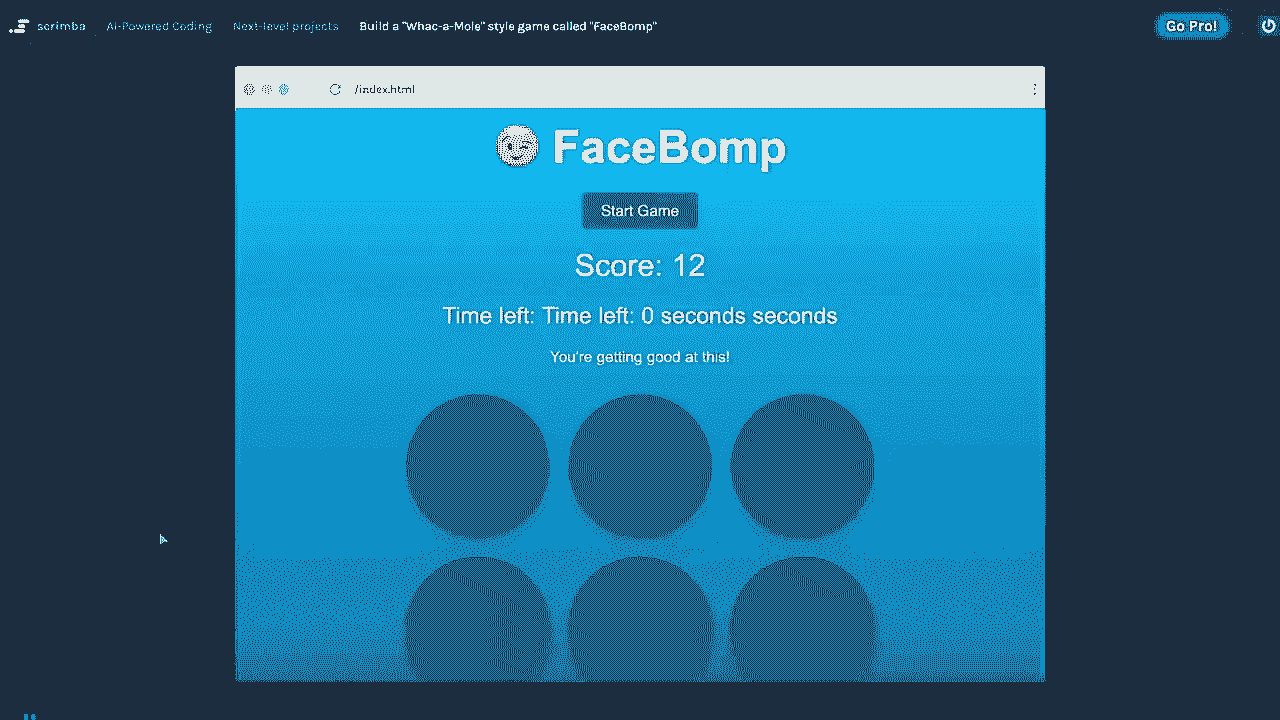 scrimba AI-Powered Coding Next-level projects Build a "Whac-a-Mole" style game called "FaceBomp" Go Pro!
/index.html
FaceBomp
Start Game
Score: 12
Time left: Time left: 0 seconds seconds
You're getting good at this!